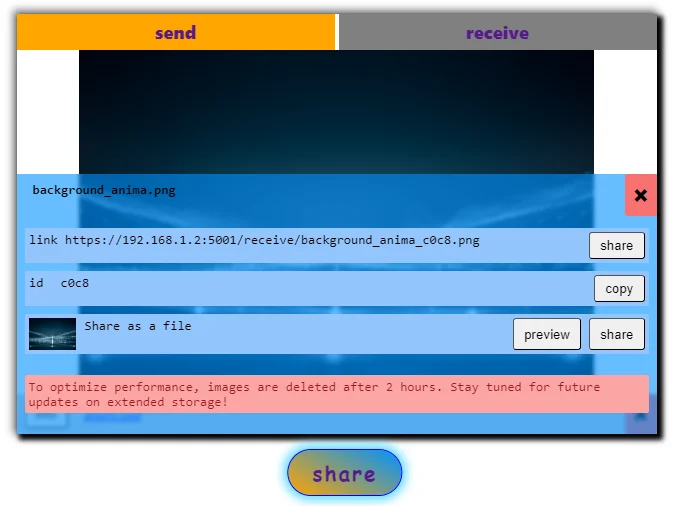 send receive
background_anima.png
link https://192.168.1.2:5001/receive/background_anima_c0c8.png share
id c0c8 copy
Share as a file preview share
To optimize performance, images are deleted after 2 hours. Stay tuned for future
updates on extended storage!
share